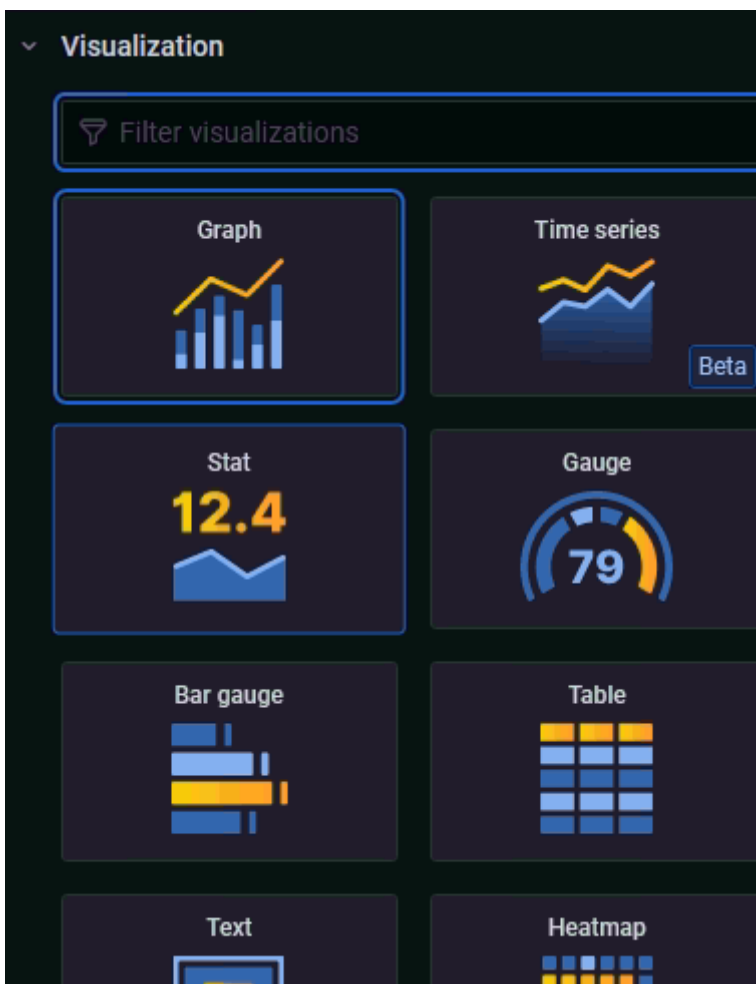 Visualization
Filter visualizations
Graph
Time series
Beta
Stat
12.4
Gauge
79
Bar gauge
Table
Text
Heatmap